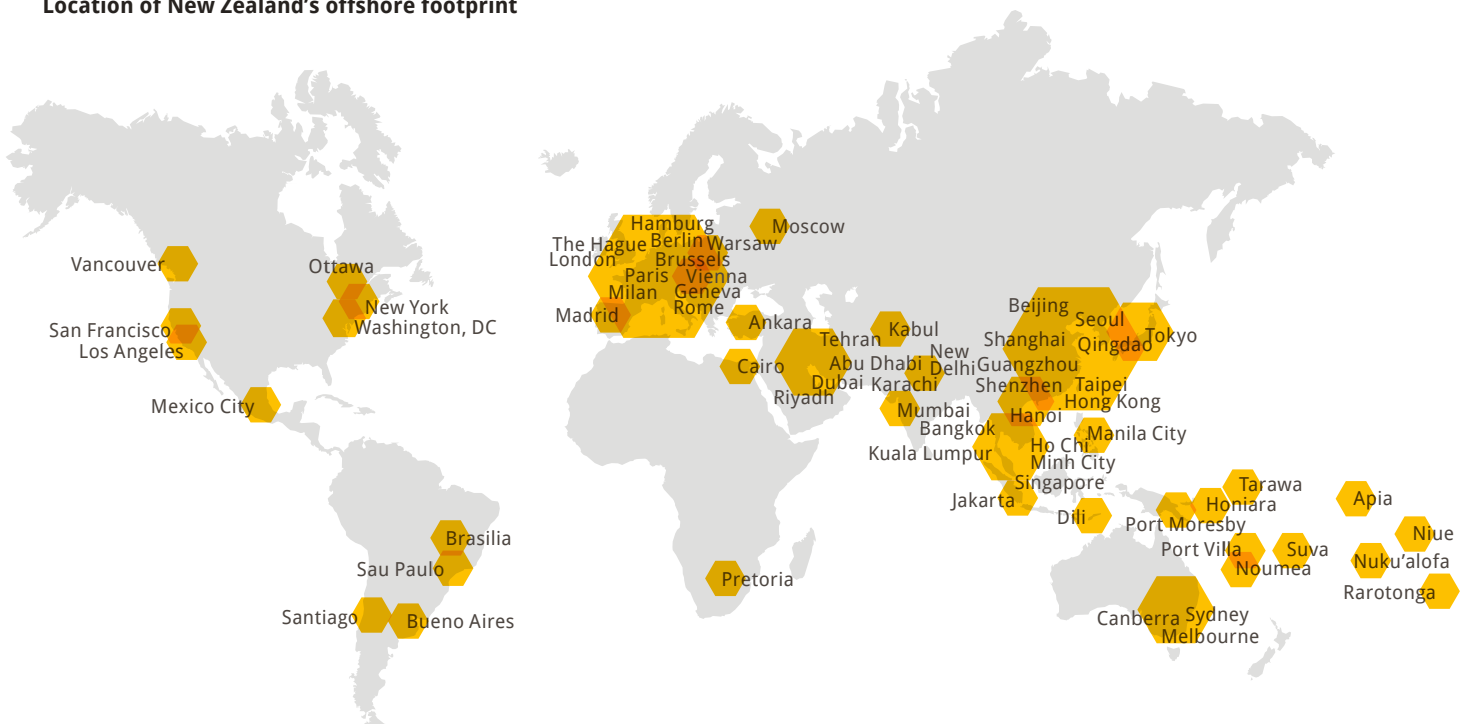 Location of New Zealand's offshore footprint
Vancouver
Ottawa
New York
Washington, DC
San Francisco
Los Angeles
Mexico City
Brasilia
Sau Paulo
Santiago
Bueno Aires
Hamburg
The Hague
Berlin
Warsaw
London
Brussels
Paris
Vienna
Milan
Geneva
Rome
Madrid
Moscow
Ankara
Cairo
Tehran
Abu Dhabi
Dubai
Riyadh
Kabul
New
Delhi
Karachi
Mumbai
Pretoria
Beijing
Seoul
Tokyo
Shanghai
Qingdao
Guangzhou
Shenzhen
Taipei
Hong Kong
Hanoi
Bangkok
Manila City
Kuala Lumpur
Ho Chi
Minh City
Singapore
Jakarta
Dili
Port Moresby
Honiara
Tarawa
Apia
Port Villa
Suva
Niue
Noumea
Nuku’alofa
Rarotonga
Canberra
Sydney
Melbourne